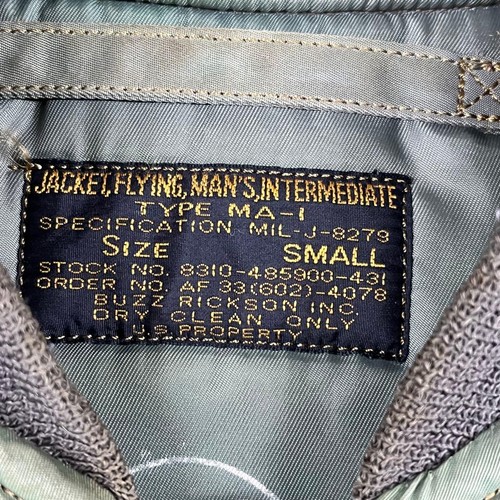 JACKET, FLYING, MAN'S, INTERMEDIATE
TYPE MA-1
SPECIFICATION MIL-J-8279
SIZE SMALL
STOCK NO. 8310-485900-431
ORDER NO. AF 33(602)-4078
BUZZ RICKSON INC.
DRY CLEAN ONLY
U.S. PROPERTY